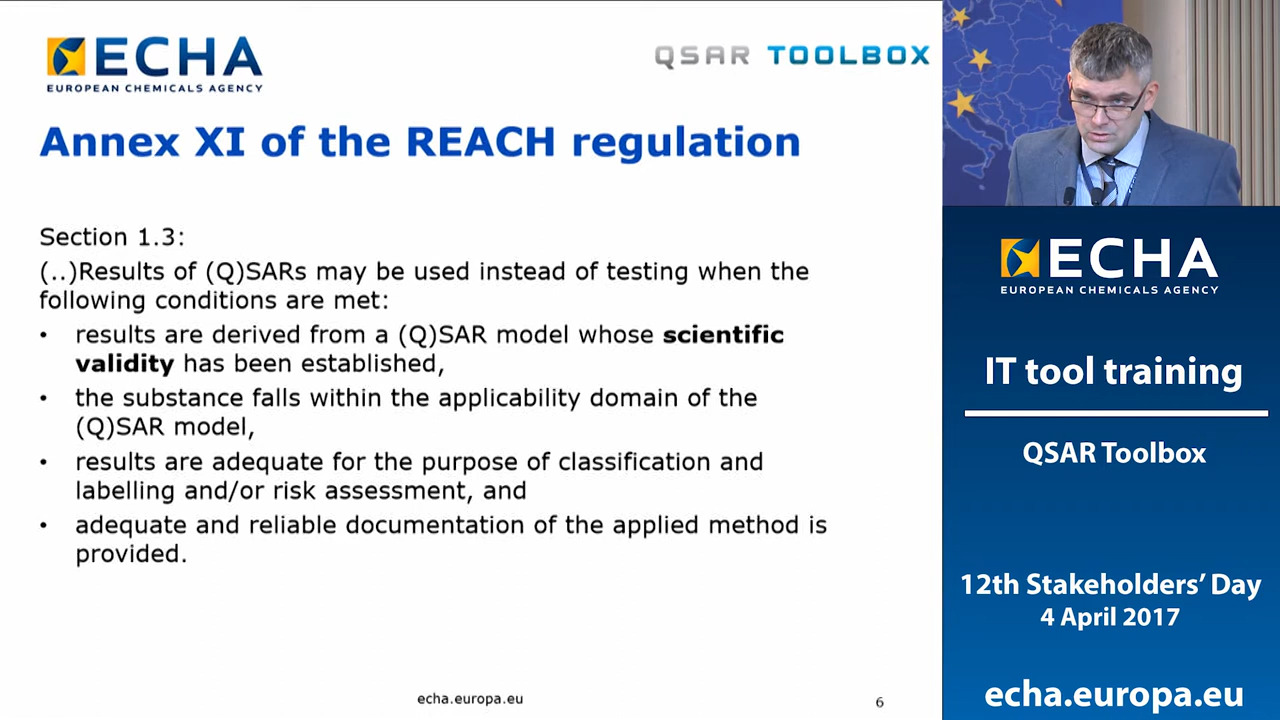 ECHA
EUROPEAN CHEMICALS AGENCY
QSAR TOOLBOX
Annex XI of the REACH regulation
Section 1.3:
(..)Results of (Q)SARs may be used instead of testing when the
following conditions are met:
• results are derived from a (Q)SAR model whose scientific
validity has been established,
• the substance falls within the applicability domain of the
(Q)SAR model,
• results are adequate for the purpose of classification and
labelling and/or risk assessment, and
• adequate and reliable documentation of the applied method is
provided.
echa.europa.eu
6
ECHA
EUROPEAN CHEMICALS AGENCY
IT tool training
QSAR Toolbox
12th Stakeholders’ Day
4 April 2017
echa.europa.eu